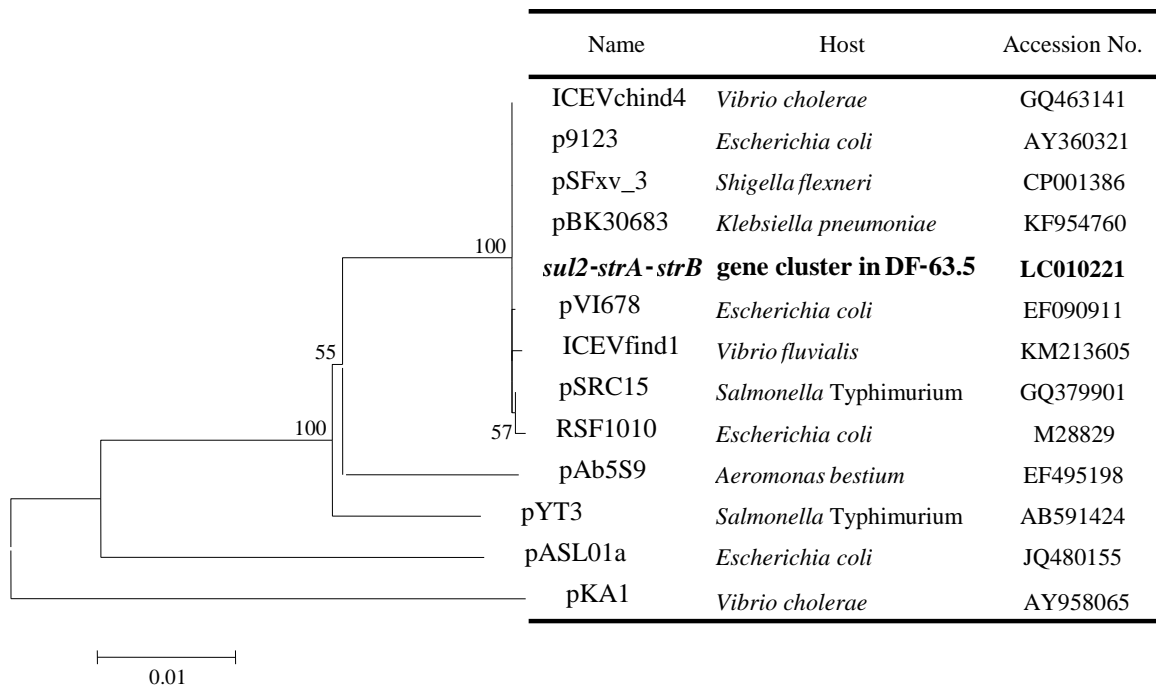 Name Host Accession No.
ICEVchind4 Vibrio cholerae GQ463141
p9123 Escherichia coli AY360321
pSFxv_3 Shigella flexneri CP001386
pBK30683 Klebsiella pneumoniae KF954760
100
sul2-strA-strB gene cluster in DF-63.5 LC010221
pVI678 Escherichia coli EF090911
55 ICEVfind1 Vibrio fluvialis KM213605
pSRC15 Salmonella Typhimurium GQ379901
100 57 RSF1010 Escherichia coli M28829
pAb5S9 Aeromonas bestium EF495198
pYT3 Salmonella Typhimurium AB591424
pASL01a Escherichia coli JQ480155
pKA1 Vibrio cholerae AY958065
0.01